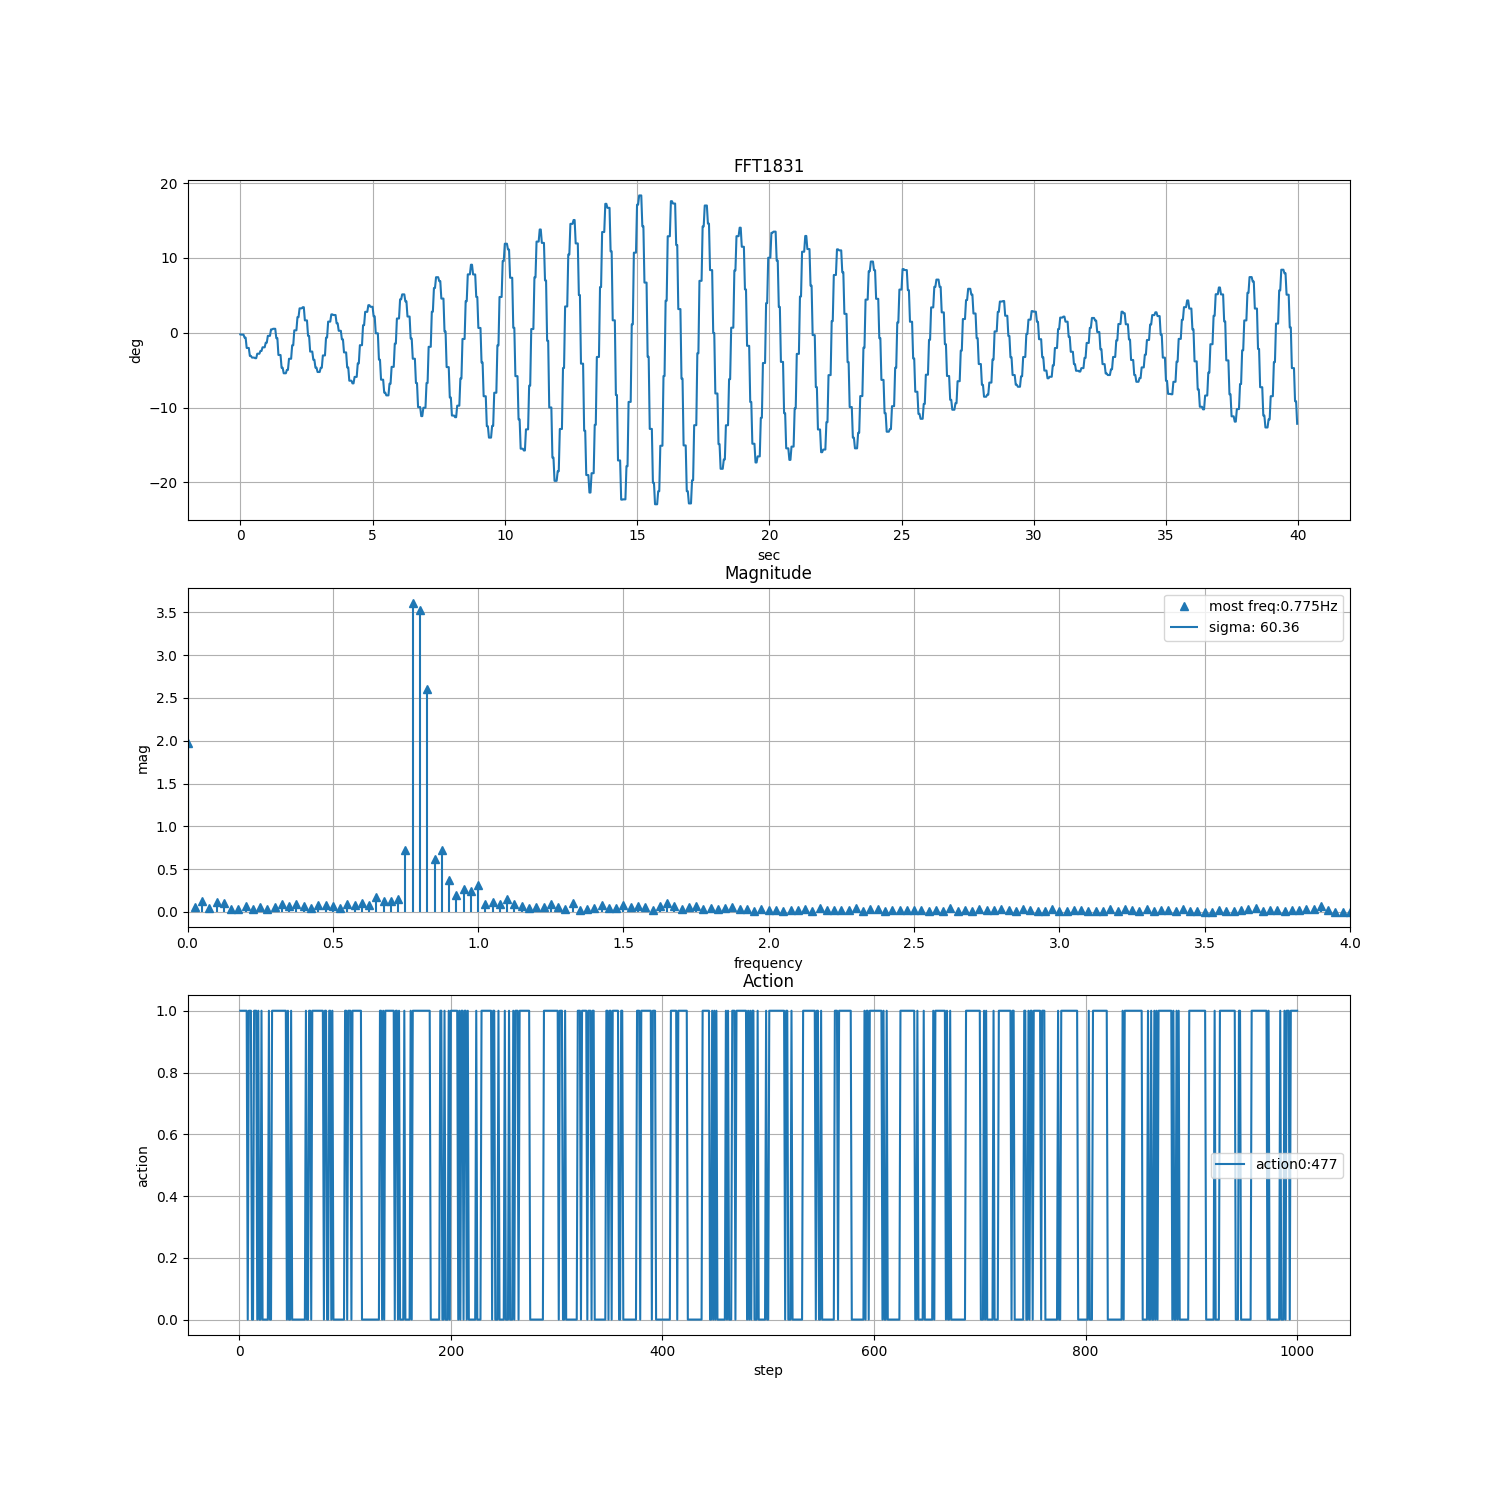 FFT1831
20
10
0
−10
−20
deg
0 5 10 15 20 25 30 35 40
sec
Magnitude
most freq:0.775Hz
sigma: 60.36
3.5
3.0
2.5
2.0
1.5
1.0
0.5
0.0
mag
0.0 0.5 1.0 1.5 2.0 2.5 3.0 3.5 4.0
frequency
Action
1.0
0.8
0.6
0.4
0.2
0.0
action
action0:477
0 200 400 600 800 1000
step